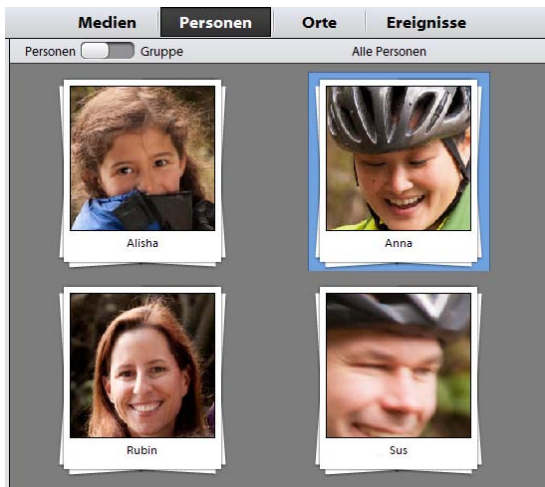 Medien Personen Orte Ereignisse
Personen Gruppe Alle Personen
Alisha Anna
Rubin Sus